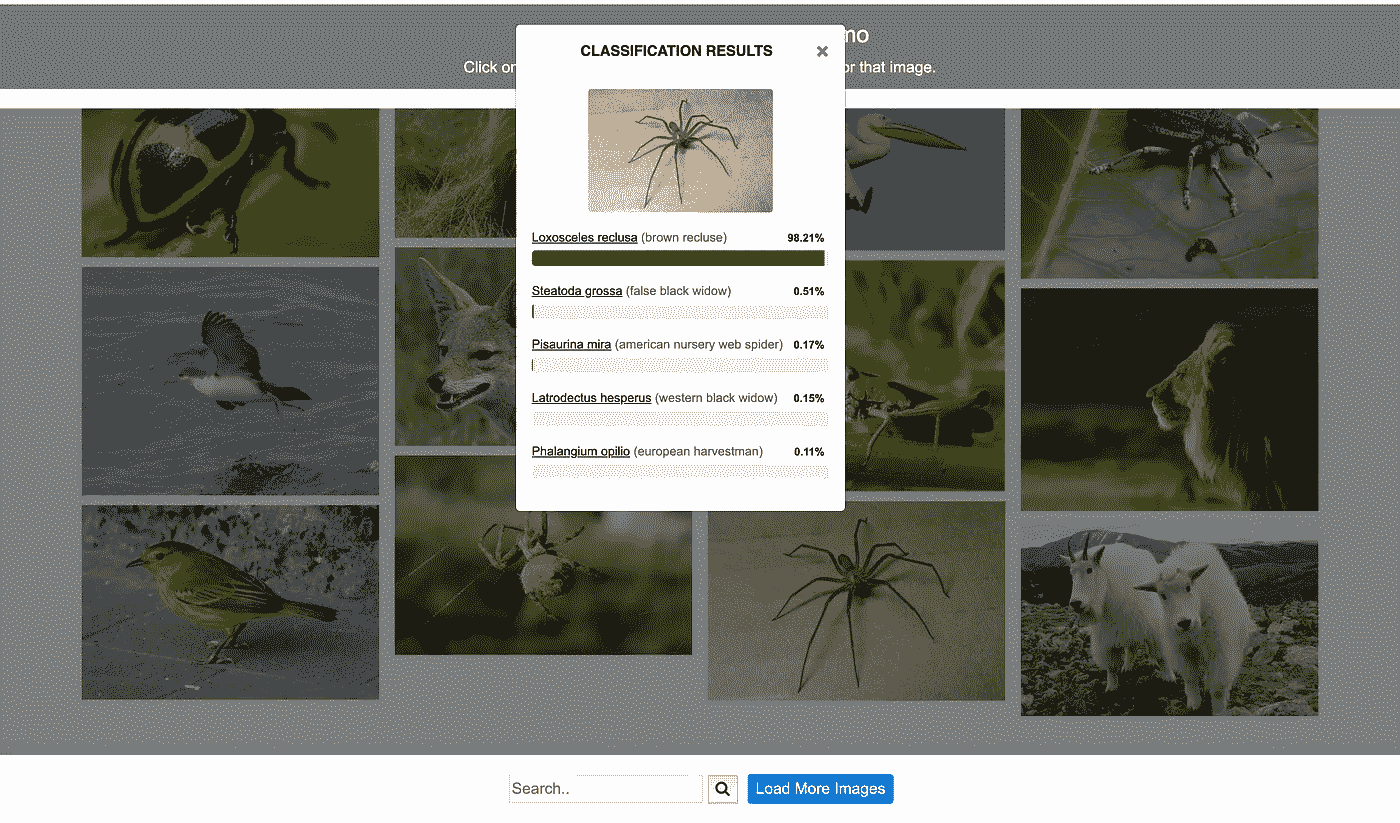 CLASSIFICATION RESULTS ×
mo
Click or
or that image.
Loxosceles reclusa (brown recluse) 98.21%
Steatoda grossa (false black widow) 0.51%
Pisaurina mira (american nursery web spider) 0.17%
Latrodectus hesperus (western black widow) 0.15%
Phalangium opilio (european harvestman) 0.11%
Search.. Load More Images